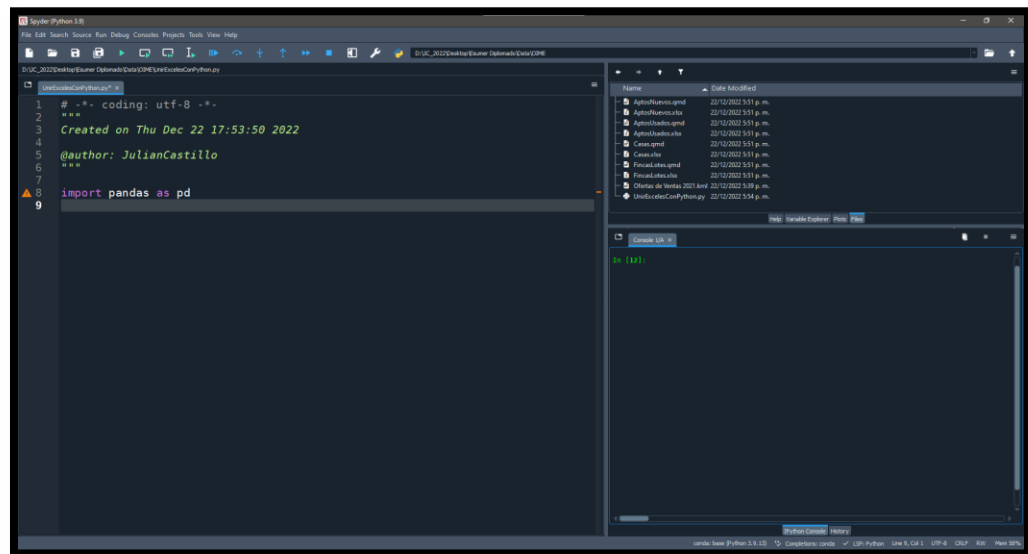 Spyder (Python 3.9)
File Edit Search Source Run Debug Consoles Projects Tools View Help
D:\JC_2022\Desktop\Esumer Diplomado\Data\OIME
D:\JC_2022\Desktop\Esumer Diplomado\Data\OIME\UnirExcelesConPython.py
UnirExcelesConPython.py*
1 # -*- coding: utf-8 -*-
2 """
3 Created on Thu Dec 22 17:53:50 2022
4
5 @author: JulianCastillo
6 """
7
8 import pandas as pd
9
Name Date Modified
AptosNuevos.qmd 22/12/2022 5:51 p. m.
AptosNuevos.xlsx 22/12/2022 5:51 p. m.
AptosUsados.qmd 22/12/2022 5:51 p. m.
AptosUsados.xlsx 22/12/2022 5:51 p. m.
Casas.qmd 22/12/2022 5:51 p. m.
Casas.xlsx 22/12/2022 5:51 p. m.
FincasLotes.qmd 22/12/2022 5:51 p. m.
FincasLotes.xlsx 22/12/2022 5:51 p. m.
Ofertas de Ventas 2021.kml 22/12/2022 5:39 p. m.
UnirExcelesConPython.py 22/12/2022 5:54 p. m.
Help Variable Explorer Plots Files
Console 1/A
In [12]:
IPython Console History
conda: base (Python 3.9.13) Completions: conda LSP: Python Line 9, Col 1 UTF-8 CRLF RW Mem 58%